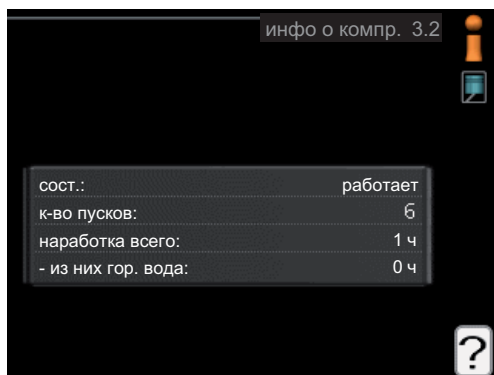 инфо о компр. 3.2
сост.: работает
к-во пусков: 6
наработка всего: 1 ч
- из них гор. вода: 0 ч
?